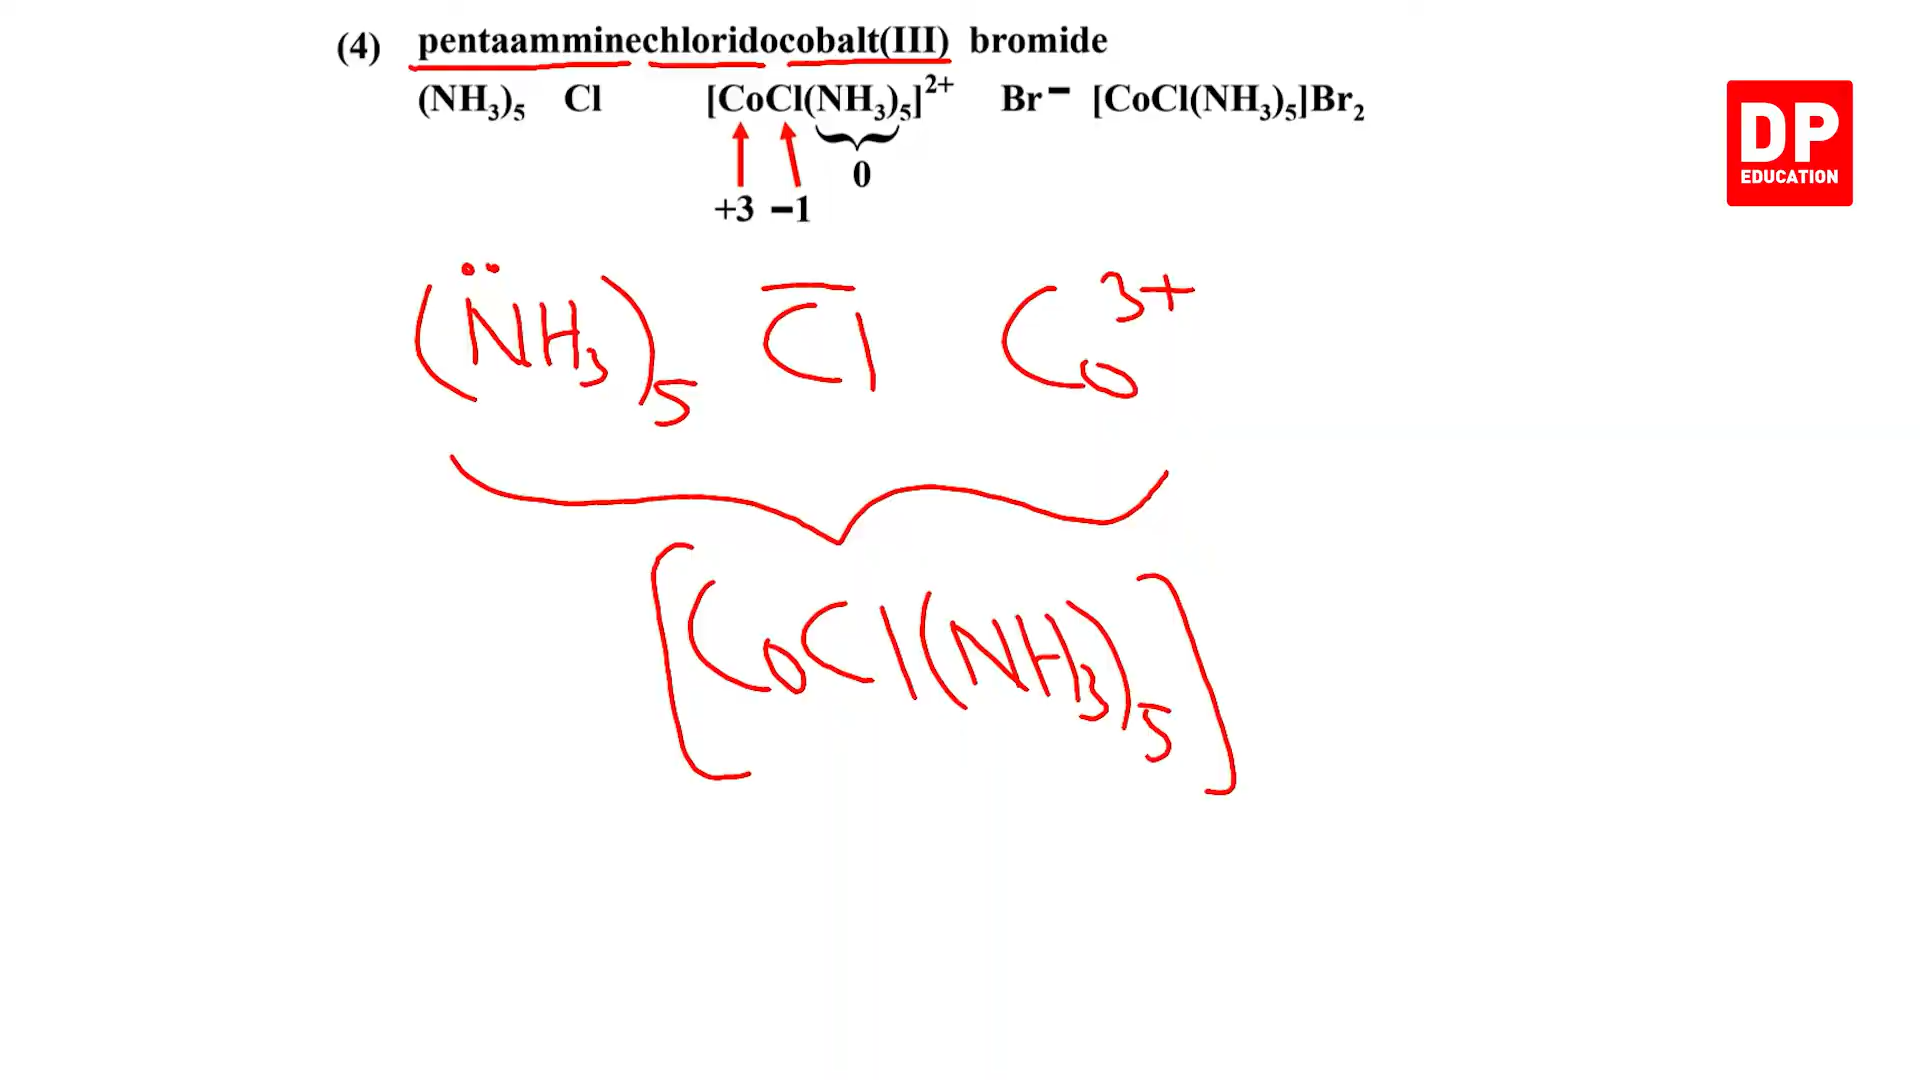 (4) pentaamminechloridocobalt(III) bromide
(NH₃)₅ Cl [CoCl(NH₃)₅]²⁺ Br⁻ [CoCl(NH₃)₅]Br₂
0
+3 −1
DP
EDUCATION
(N̈H₃)₅ C̅l̅ Co³⁺
[CoCl(NH₃)₅]